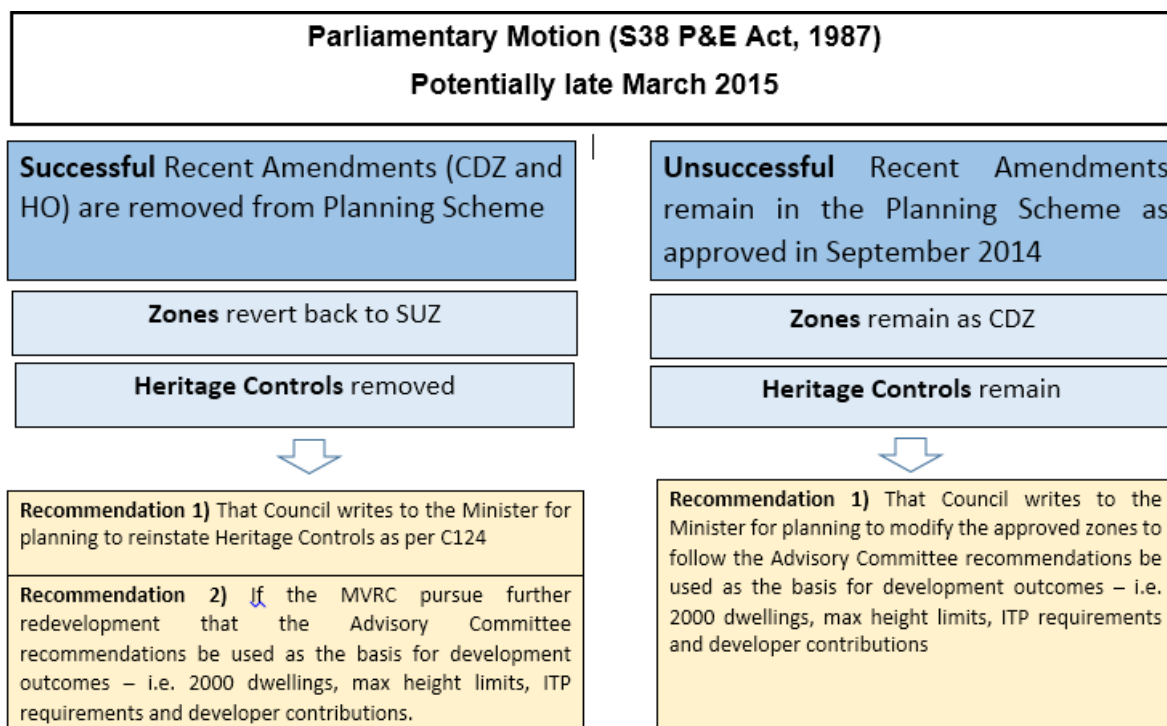 Parliamentary Motion (S38 P&E Act, 1987)
Potentially late March 2015
Successful Recent Amendments (CDZ and
HO) are removed from Planning Scheme
Zones revert back to SUZ
Heritage Controls removed
Recommendation 1) That Council writes to the Minister for
planning to reinstate Heritage Controls as per C124
Recommendation 2) If the MVRC pursue further
redevelopment that the Advisory Committee
recommendations be used as the basis for development
outcomes – i.e. 2000 dwellings, max height limits, ITP
requirements and developer contributions.
Unsuccessful Recent Amendments
remain in the Planning Scheme as
approved in September 2014
Zones remain as CDZ
Heritage Controls remain
Recommendation 1) That Council writes to the
Minister for planning to modify the approved zones to
follow the Advisory Committee recommendations be
used as the basis for development outcomes – i.e.
2000 dwellings, max height limits, ITP requirements
and developer contributions